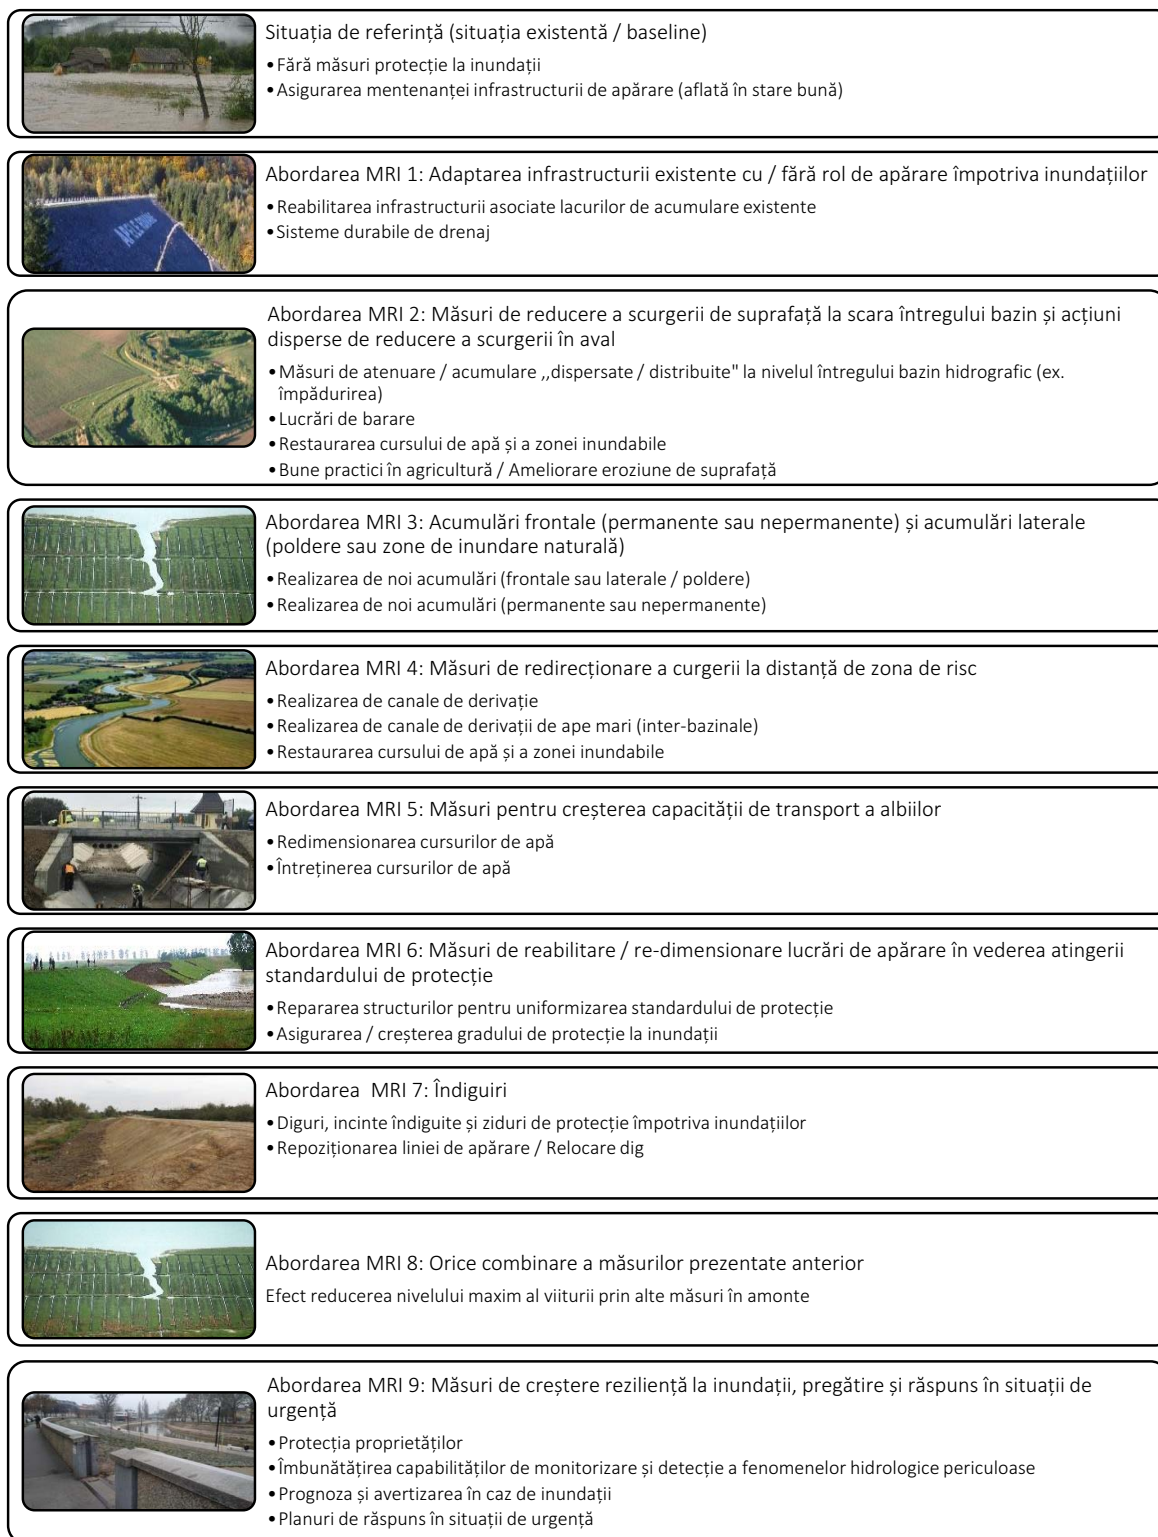 Situația de referință (situația existentă / baseline)
•Fără măsuri protecție la inundații
•Asigurarea mentenanței infrastructurii de apărare (aflată în stare bună)
Abordarea MRI 1: Adaptarea infrastructurii existente cu / fără rol de apărare împotriva inundațiilor
•Reabilitarea infrastructurii asociate lacurilor de acumulare existente
•Sisteme durabile de drenaj
Abordarea MRI 2: Măsuri de reducere a scurgerii de suprafață la scara întregului bazin și acțiuni
disperse de reducere a scurgerii în aval
•Măsuri de atenuare / acumulare ,,dispersate / distribuite" la nivelul întregului bazin hidrografic (ex.
împădurirea)
•Lucrări de barare
•Restaurarea cursului de apă și a zonei inundabile
•Bune practici în agricultură / Ameliorare eroziune de suprafață
Abordarea MRI 3: Acumulări frontale (permanente sau nepermanente) și acumulări laterale
(poldere sau zone de inundare naturală)
•Realizarea de noi acumulări (frontale sau laterale / poldere)
•Realizarea de noi acumulări (permanente sau nepermanente)
Abordarea MRI 4: Măsuri de redirecționare a curgerii la distanță de zona de risc
•Realizarea de canale de derivație
•Realizarea de canale de derivații de ape mari (inter-bazinale)
•Restaurarea cursului de apă și a zonei inundabile
Abordarea MRI 5: Măsuri pentru creșterea capacității de transport a albiilor
•Redimensionarea cursurilor de apă
•Întreținerea cursurilor de apă
Abordarea MRI 6: Măsuri de reabilitare / re-dimensionare lucrări de apărare în vederea atingerii
standardului de protecție
•Repararea structurilor pentru uniformizarea standardului de protecție
•Asigurarea / creșterea gradului de protecție la inundații
Abordarea  MRI 7: Îndiguiri
•Diguri, incinte îndiguite și ziduri de protecție împotriva inundațiilor
•Repoziționarea liniei de apărare / Relocare dig
Abordarea MRI 8: Orice combinare a măsurilor prezentate anterior
Efect reducerea nivelului maxim al viiturii prin alte măsuri în amonte
Abordarea MRI 9: Măsuri de creștere reziliență la inundații, pregătire și răspuns în situații de
urgență
•Protecția proprietăților
•Îmbunătățirea capabilităților de monitorizare și detecție a fenomenelor hidrologice periculoase
•Prognoza și avertizarea în caz de inundații
•Planuri de răspuns în situații de urgență